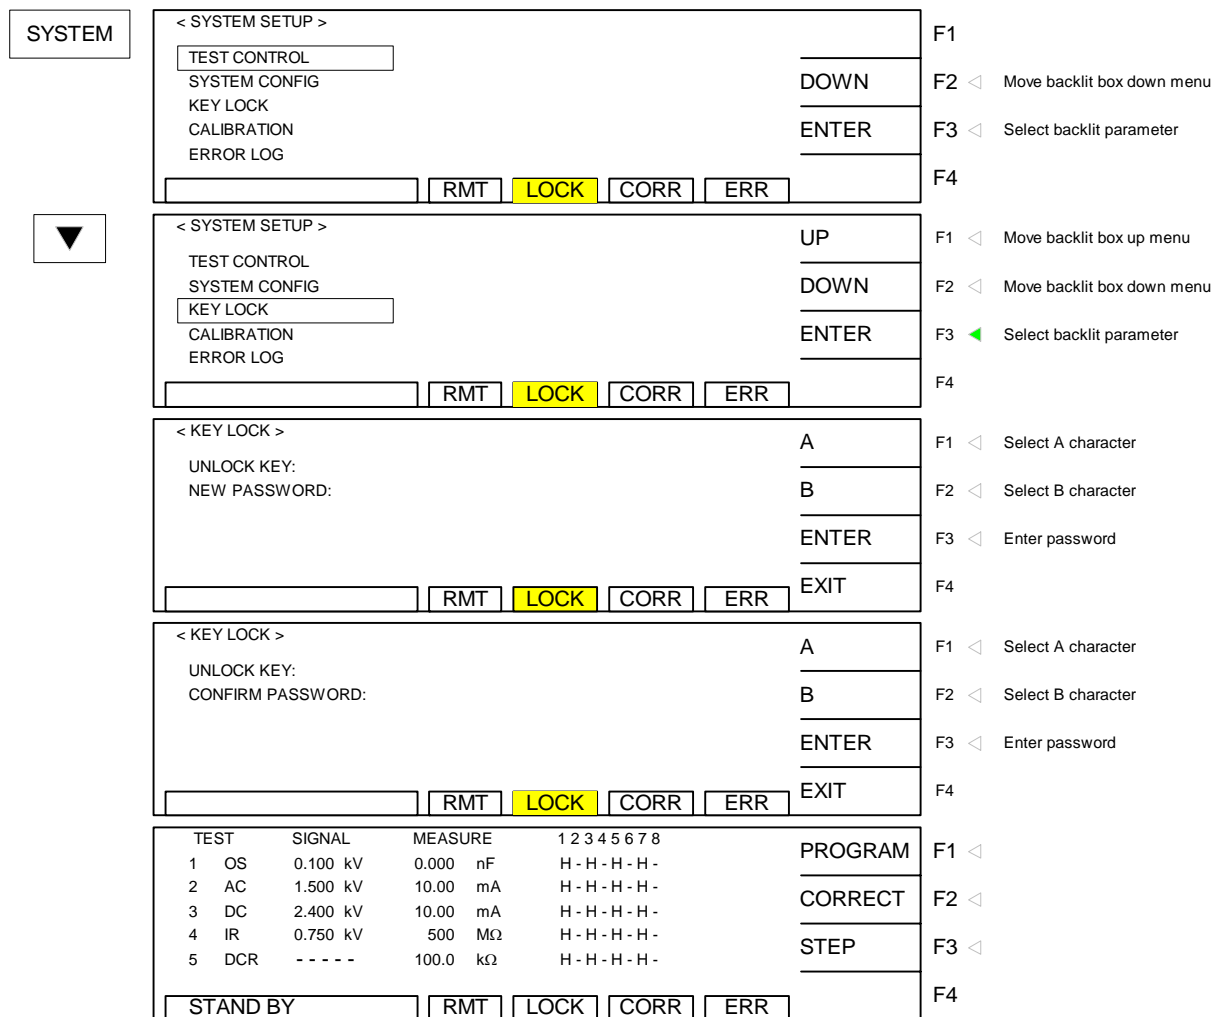 SYSTEM
< SYSTEM SETUP >
F1
TEST CONTROL
SYSTEM CONFIG DOWN F2 Move backlit box down menu
KEY LOCK
CALIBRATION ENTER F3 Select backlit parameter
ERROR LOG
F4
RMT LOCK CORR ERR
< SYSTEM SETUP >
UP F1 Move backlit box up menu
TEST CONTROL
SYSTEM CONFIG DOWN F2 Move backlit box down menu
KEY LOCK
CALIBRATION ENTER F3 Select backlit parameter
ERROR LOG
F4
RMT LOCK CORR ERR
< KEY LOCK >
A F1 Select A character
UNLOCK KEY:
NEW PASSWORD: B F2 Select B character
ENTER F3 Enter password
EXIT F4
RMT LOCK CORR ERR
< KEY LOCK >
A F1 Select A character
UNLOCK KEY:
CONFIRM PASSWORD: B F2 Select B character
ENTER F3 Enter password
EXIT F4
RMT LOCK CORR ERR
TEST SIGNAL MEASURE 1 2 3 4 5 6 7 8
PROGRAM F1
1 OS 0.100 kV 0.000 nF H - H - H - H -
2 AC 1.500 kV 10.00 mA H - H - H - H -
CORRECT F2
3 DC 2.400 kV 10.00 mA H - H - H - H -
4 IR 0.750 kV 500 MΩ H - H - H - H -
STEP F3
5 DCR - - - - - 100.0 kΩ H - H - H - H -
F4
STAND BY RMT LOCK CORR ERR